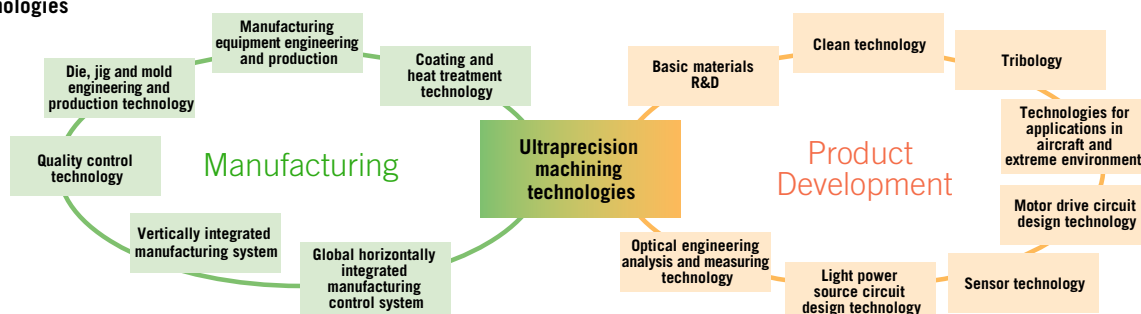 nologies
Manufacturing
equipment engineering
and production
Coating and
heat treatment
technology
Die, jig and mold
engineering and
production technology
Quality control
technology
Manufacturing
Vertically integrated
manufacturing system
Global horizontally
integrated
manufacturing
control system
Ultraprecision
machining
technologies
Basic materials
R&D
Clean technology
Tribology
Technologies for
applications in
aircraft and
extreme environment
Product
Development
Motor drive circuit
design technology
Sensor technology
Light power
source circuit
design technology
Optical engineering
analysis and measuring
technology